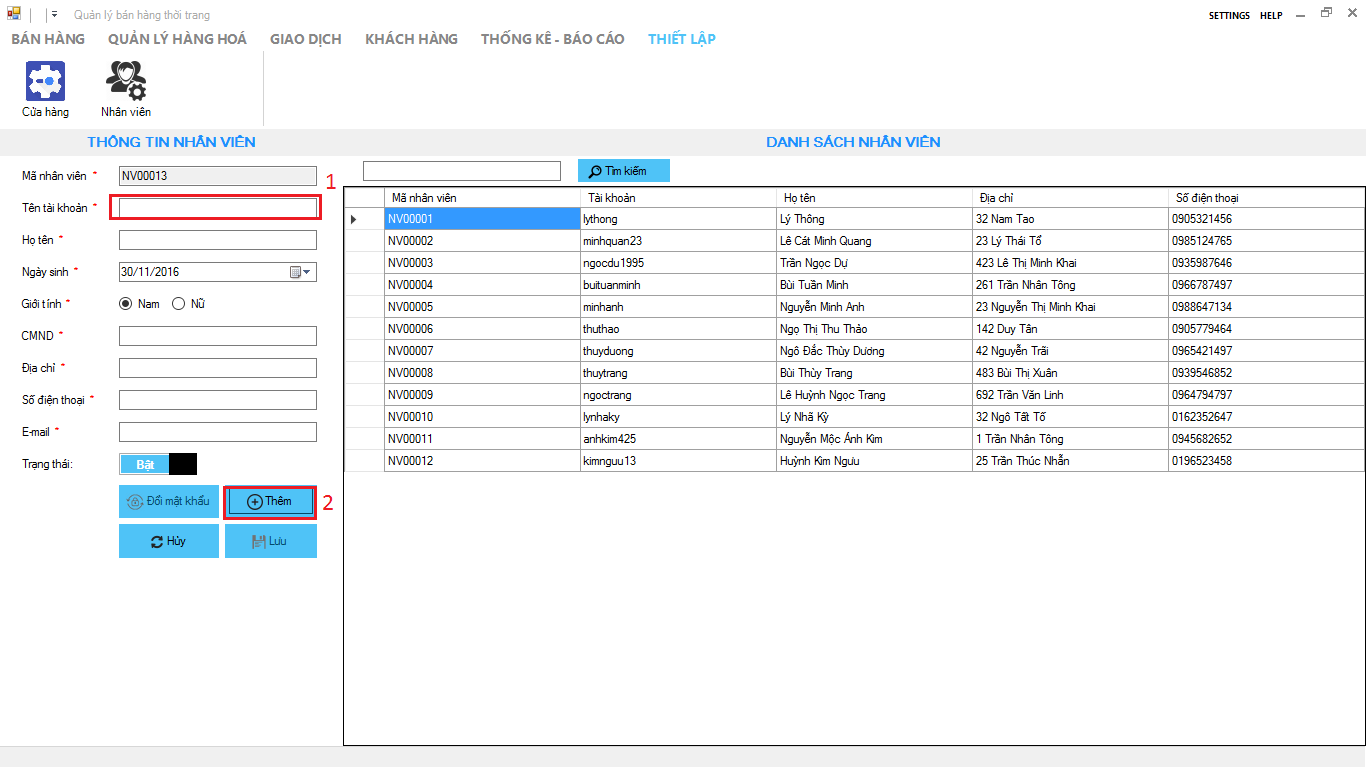 Quản lý bán hàng thời trang
SETTINGS HELP
BÁN HÀNG QUẢN LÝ HÀNG HOÁ GIAO DỊCH KHÁCH HÀNG THỐNG KÊ - BÁO CÁO THIẾT LẬP
Cửa hàng Nhân viên
THÔNG TIN NHÂN VIÊN
Mã nhân viên * NV00013
1
Tên tài khoản *
Họ tên *
Ngày sinh * 30/11/2016
Giới tính * Nam Nữ
CMND *
Địa chỉ *
Số điện thoại *
E-mail *
Trạng thái: Bật
Đổi mật khẩu Thêm
2
Hủy Lưu
DANH SÁCH NHÂN VIÊN
Tìm kiếm
Mã nhân viên Tài khoản Họ tên Địa chỉ Số điện thoại
NV00001 lythong Lý Thông 32 Nam Tao 0905321456
NV00002 minhquan23 Lê Cát Minh Quang 23 Lý Thái Tổ 0985124765
NV00003 ngocdu1995 Trần Ngọc Dự 423 Lê Thị Minh Khai 0935987646
NV00004 buituanminh Bùi Tuấn Minh 261 Trần Nhân Tông 0966787497
NV00005 minhanh Nguyễn Minh Anh 23 Nguyễn Thị Minh Khai 0988647134
NV00006 thuthao Ngọ Thị Thu Thảo 142 Duy Tân 0905779464
NV00007 thuyduong Ngô Đắc Thùy Dương 42 Nguyễn Trãi 0965421497
NV00008 thuytrang Bùi Thùy Trang 483 Bùi Thị Xuân 0939546852
NV00009 ngoctrang Lê Huỳnh Ngọc Trang 692 Trần Văn Linh 0964794797
NV00010 lynhaky Lý Nhã Kỳ 32 Ngô Tất Tố 0162352647
NV00011 anhkim425 Nguyễn Mộc Ánh Kim 1 Trần Nhân Tông 0945682652
NV00012 kimnguu13 Huỳnh Kim Ngưu 25 Trần Thúc Nhẫn 0196523458